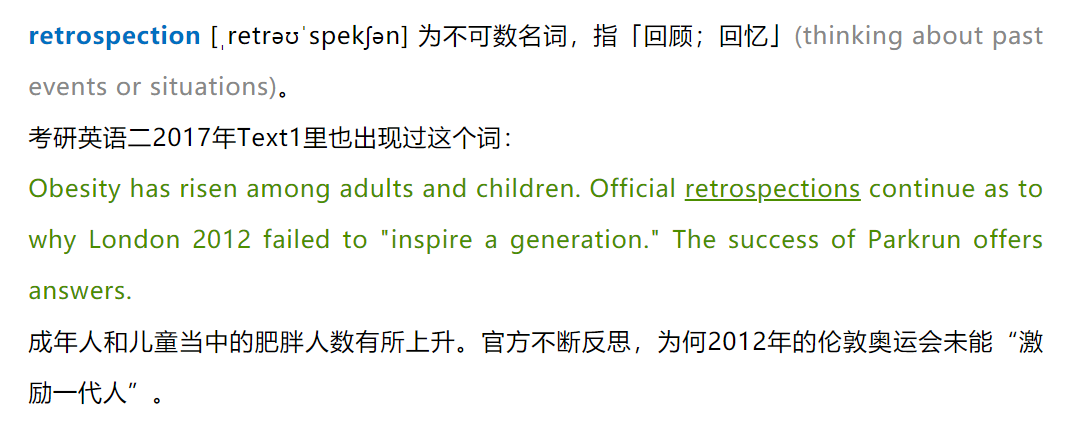 retrospection [ˌretrəʊˈspekʃən] 为不可数名词，指「回顾；回忆」(thinking about past
events or situations)。
考研英语二2017年Text1里也出现过这个词：
Obesity has risen among adults and children. Official retrospections continue as to
why London 2012 failed to "inspire a generation." The success of Parkrun offers
answers.
成年人和儿童当中的肥胖人数有所上升。官方不断反思，为何2012年的伦敦奥运会未能“激
励一代人”。